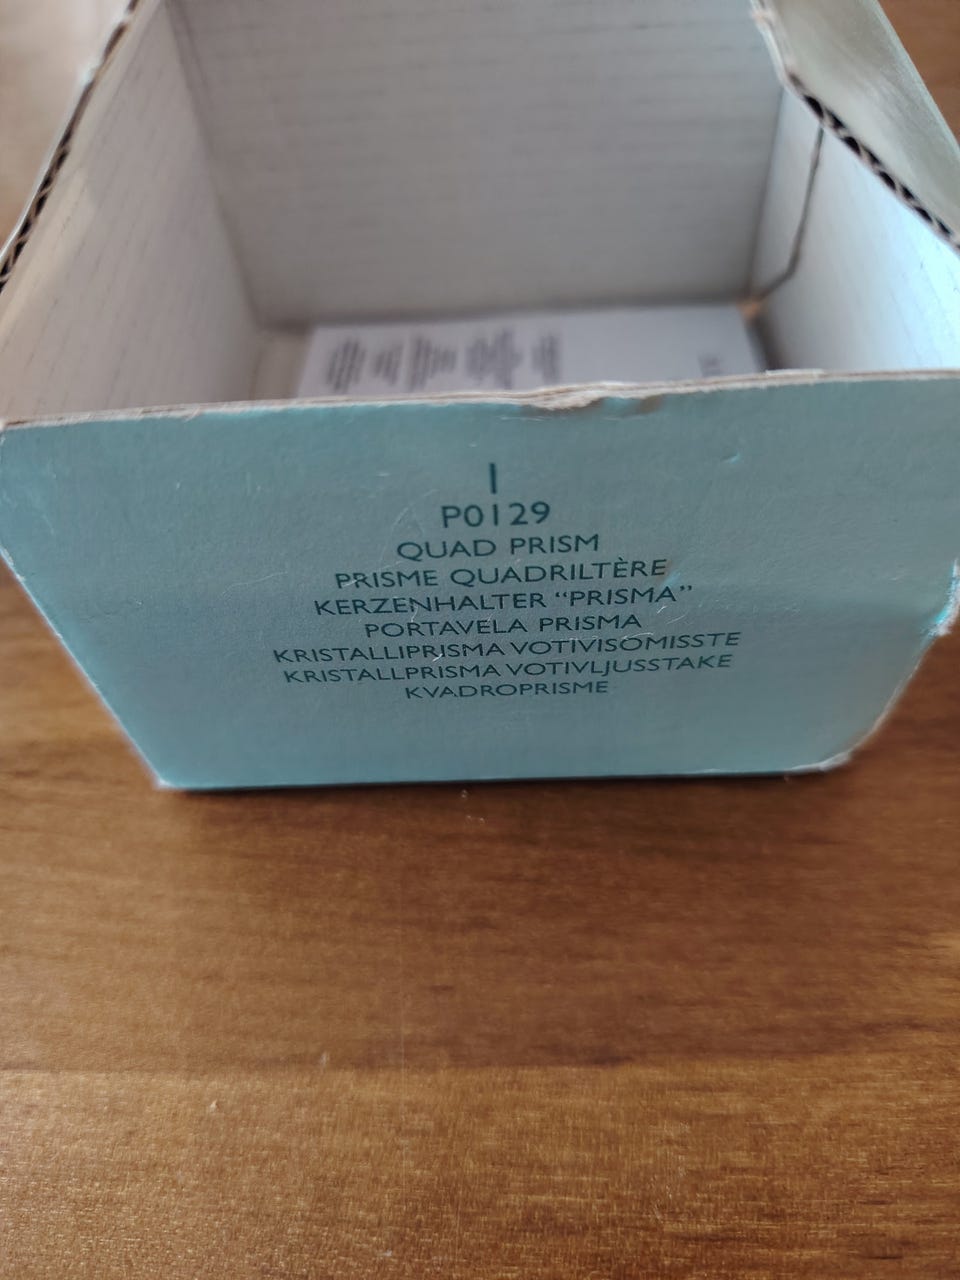 1
P0129
QUAD PRISM
PRISME QUADRILTÈRE
KERZENHALTER “PRISMA”
PORTAVELA PRISMA
KRISTALLIPRISMA VOTIVISOMISSTE
KRISTALLPRISMA VOTIVLJUSSTAKE
KVADROPRISME